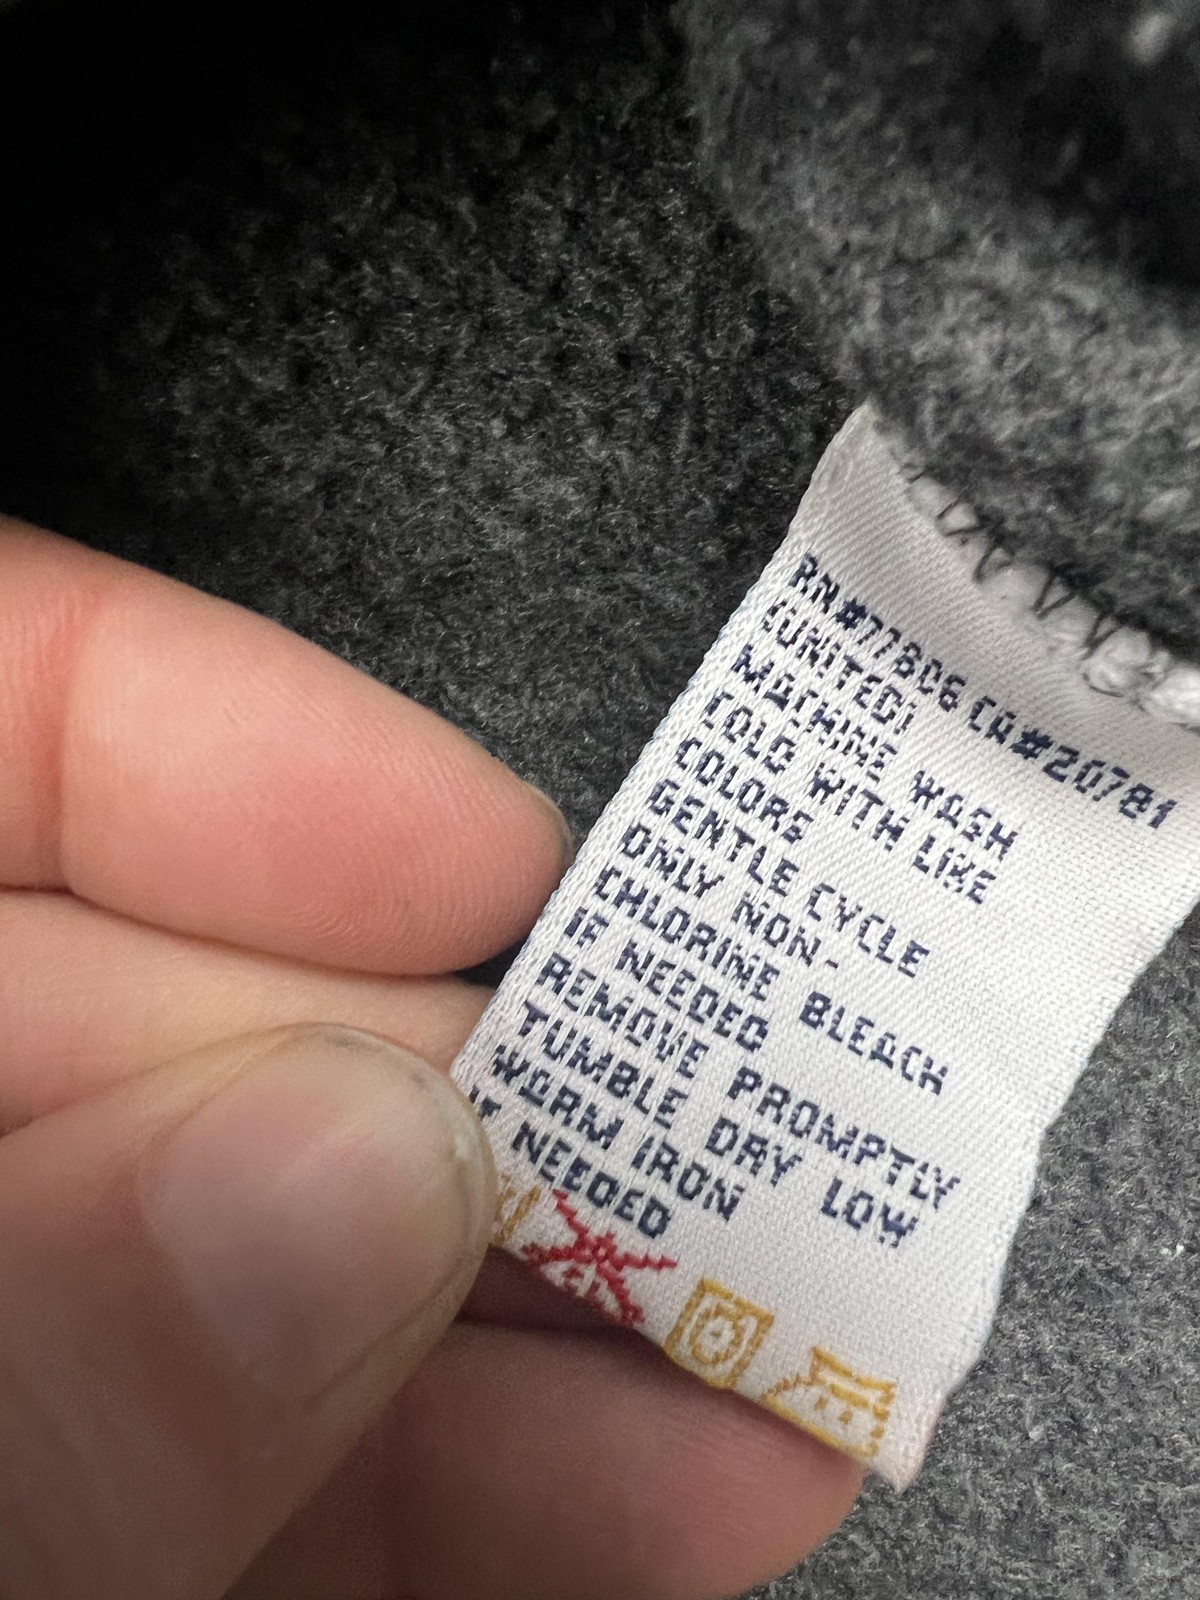 RN#77806 CA#20781
(UNITED)
MACHINE WASH
COLD WITH LIKE
COLORS
GENTLE CYCLE
ONLY NON-
CHLORINE BLEACH
IF NEEDED
REMOVE PROMPTLY
TUMBLE DRY LOW
WARM IRON
IF NEEDED